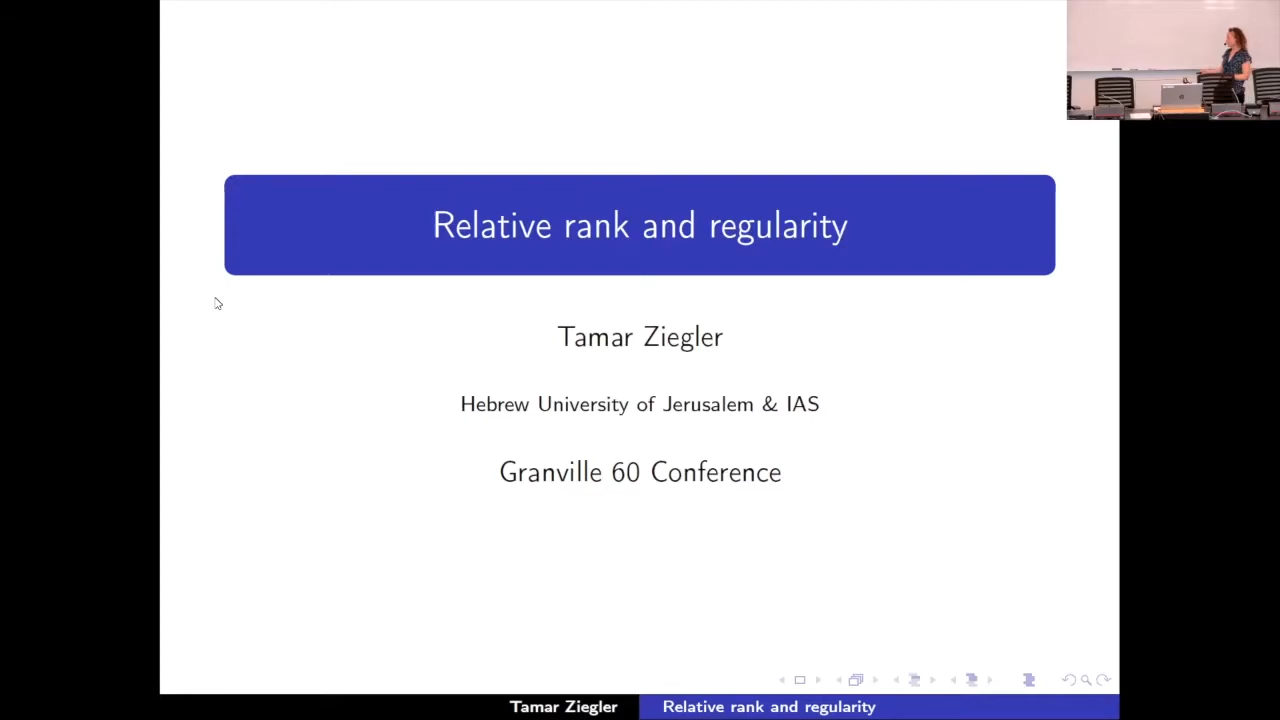 Relative rank and regularity
Tamar Ziegler
Hebrew University of Jerusalem & IAS
Granville 60 Conference
Tamar Ziegler
Relative rank and regularity